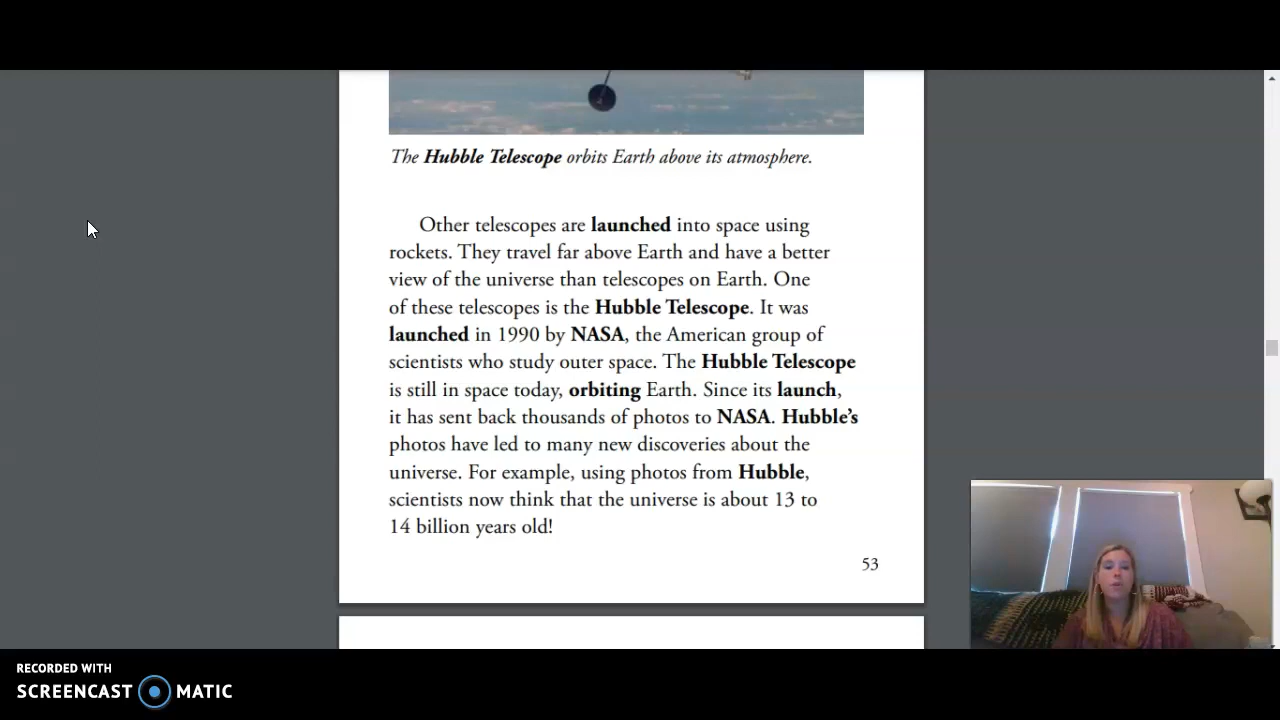 The Hubble Telescope orbits Earth above its atmosphere.
Other telescopes are launched into space using
rockets. They travel far above Earth and have a better
view of the universe than telescopes on Earth. One
of these telescopes is the Hubble Telescope. It was
launched in 1990 by NASA, the American group of
scientists who study outer space. The Hubble Telescope
is still in space today, orbiting Earth. Since its launch,
it has sent back thousands of photos to NASA. Hubble’s
photos have led to many new discoveries about the
universe. For example, using photos from Hubble,
scientists now think that the universe is about 13 to
14 billion years old!
53
RECORDED WITH
SCREENCAST MATIC